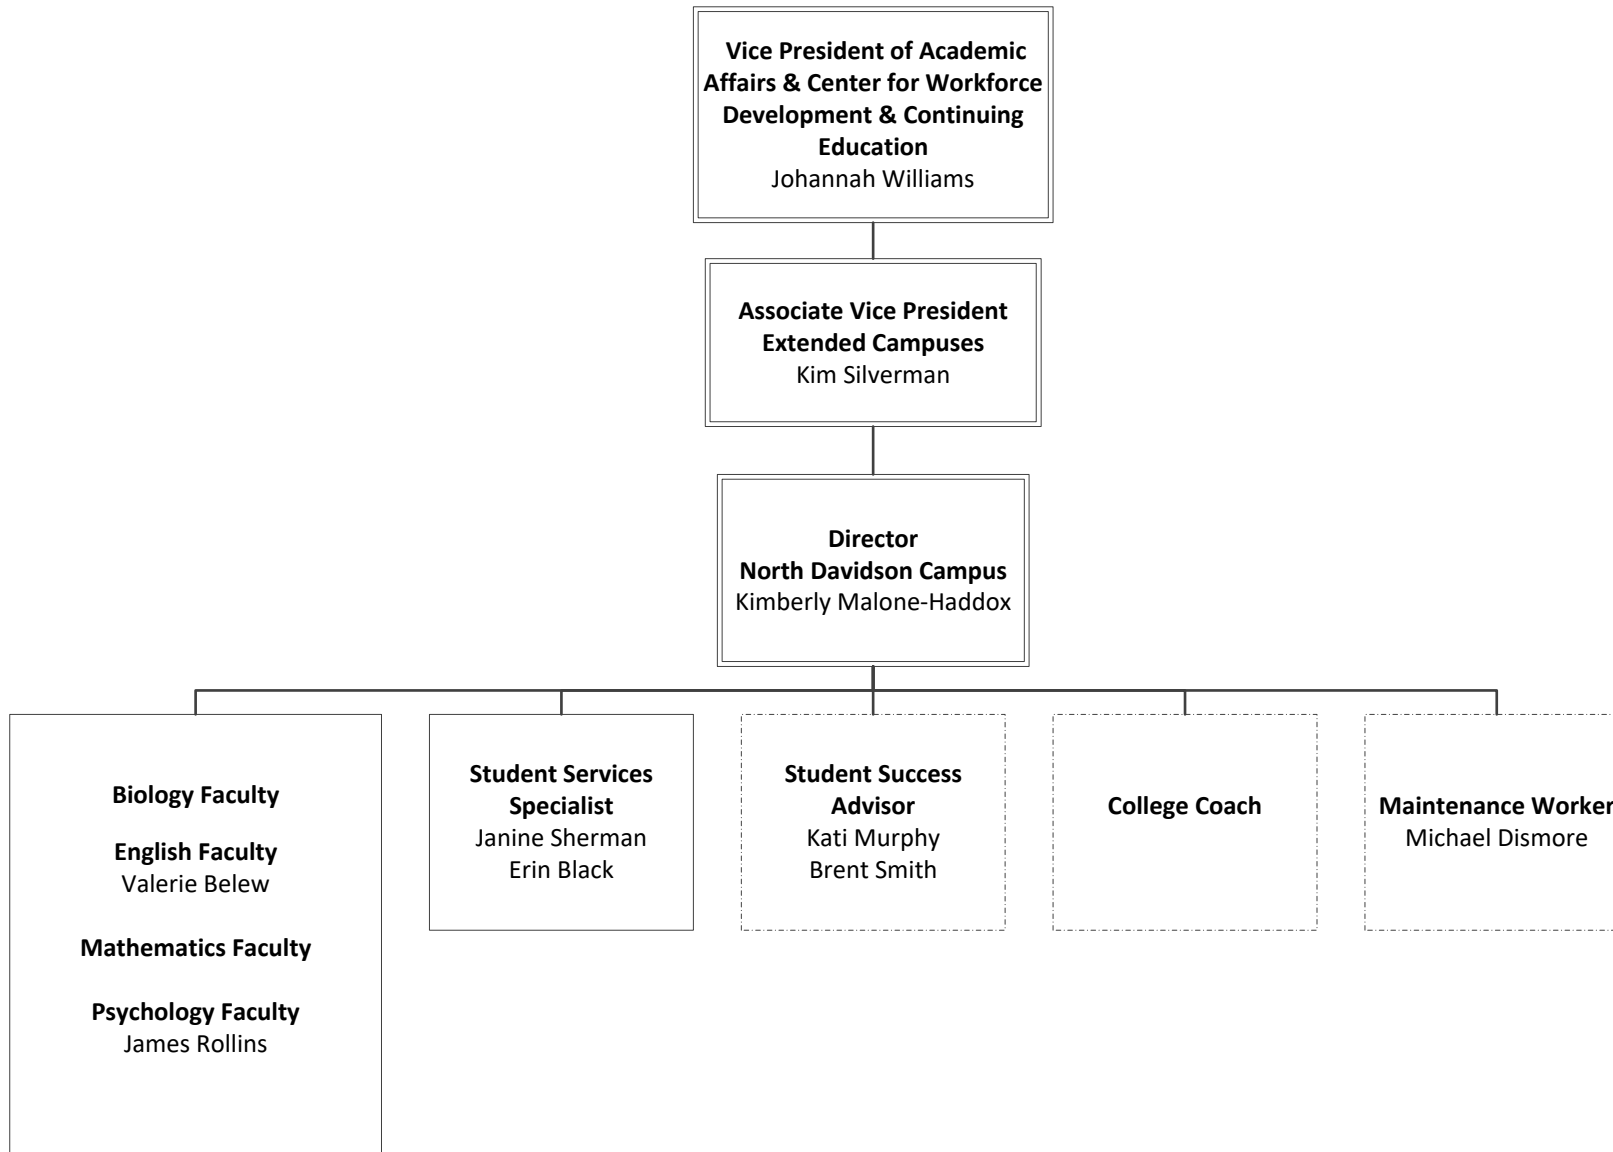 Vice President of Academic
Affairs & Center for Workforce
Development & Continuing
Education
Johannah Williams
Associate Vice President
Extended Campuses
Kim Silverman
Director
North Davidson Campus
Kimberly Malone-Haddox
Biology Faculty
English Faculty
Valerie Belew
Mathematics Faculty
Psychology Faculty
James Rollins
Student Services
Specialist
Janine Sherman
Erin Black
Student Success
Advisor
Kati Murphy
Brent Smith
College Coach
Maintenance Worker
Michael Dismore